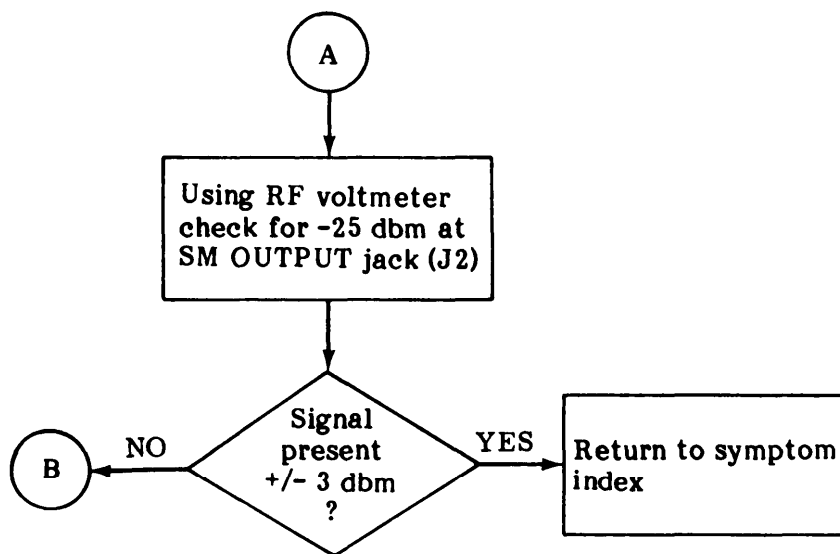 A
Using RF voltmeter
check for -25 dbm at
SM OUTPUT jack (J2)
Signal
present
+/- 3 dbm
?
NO
B
YES
Return to symptom
index